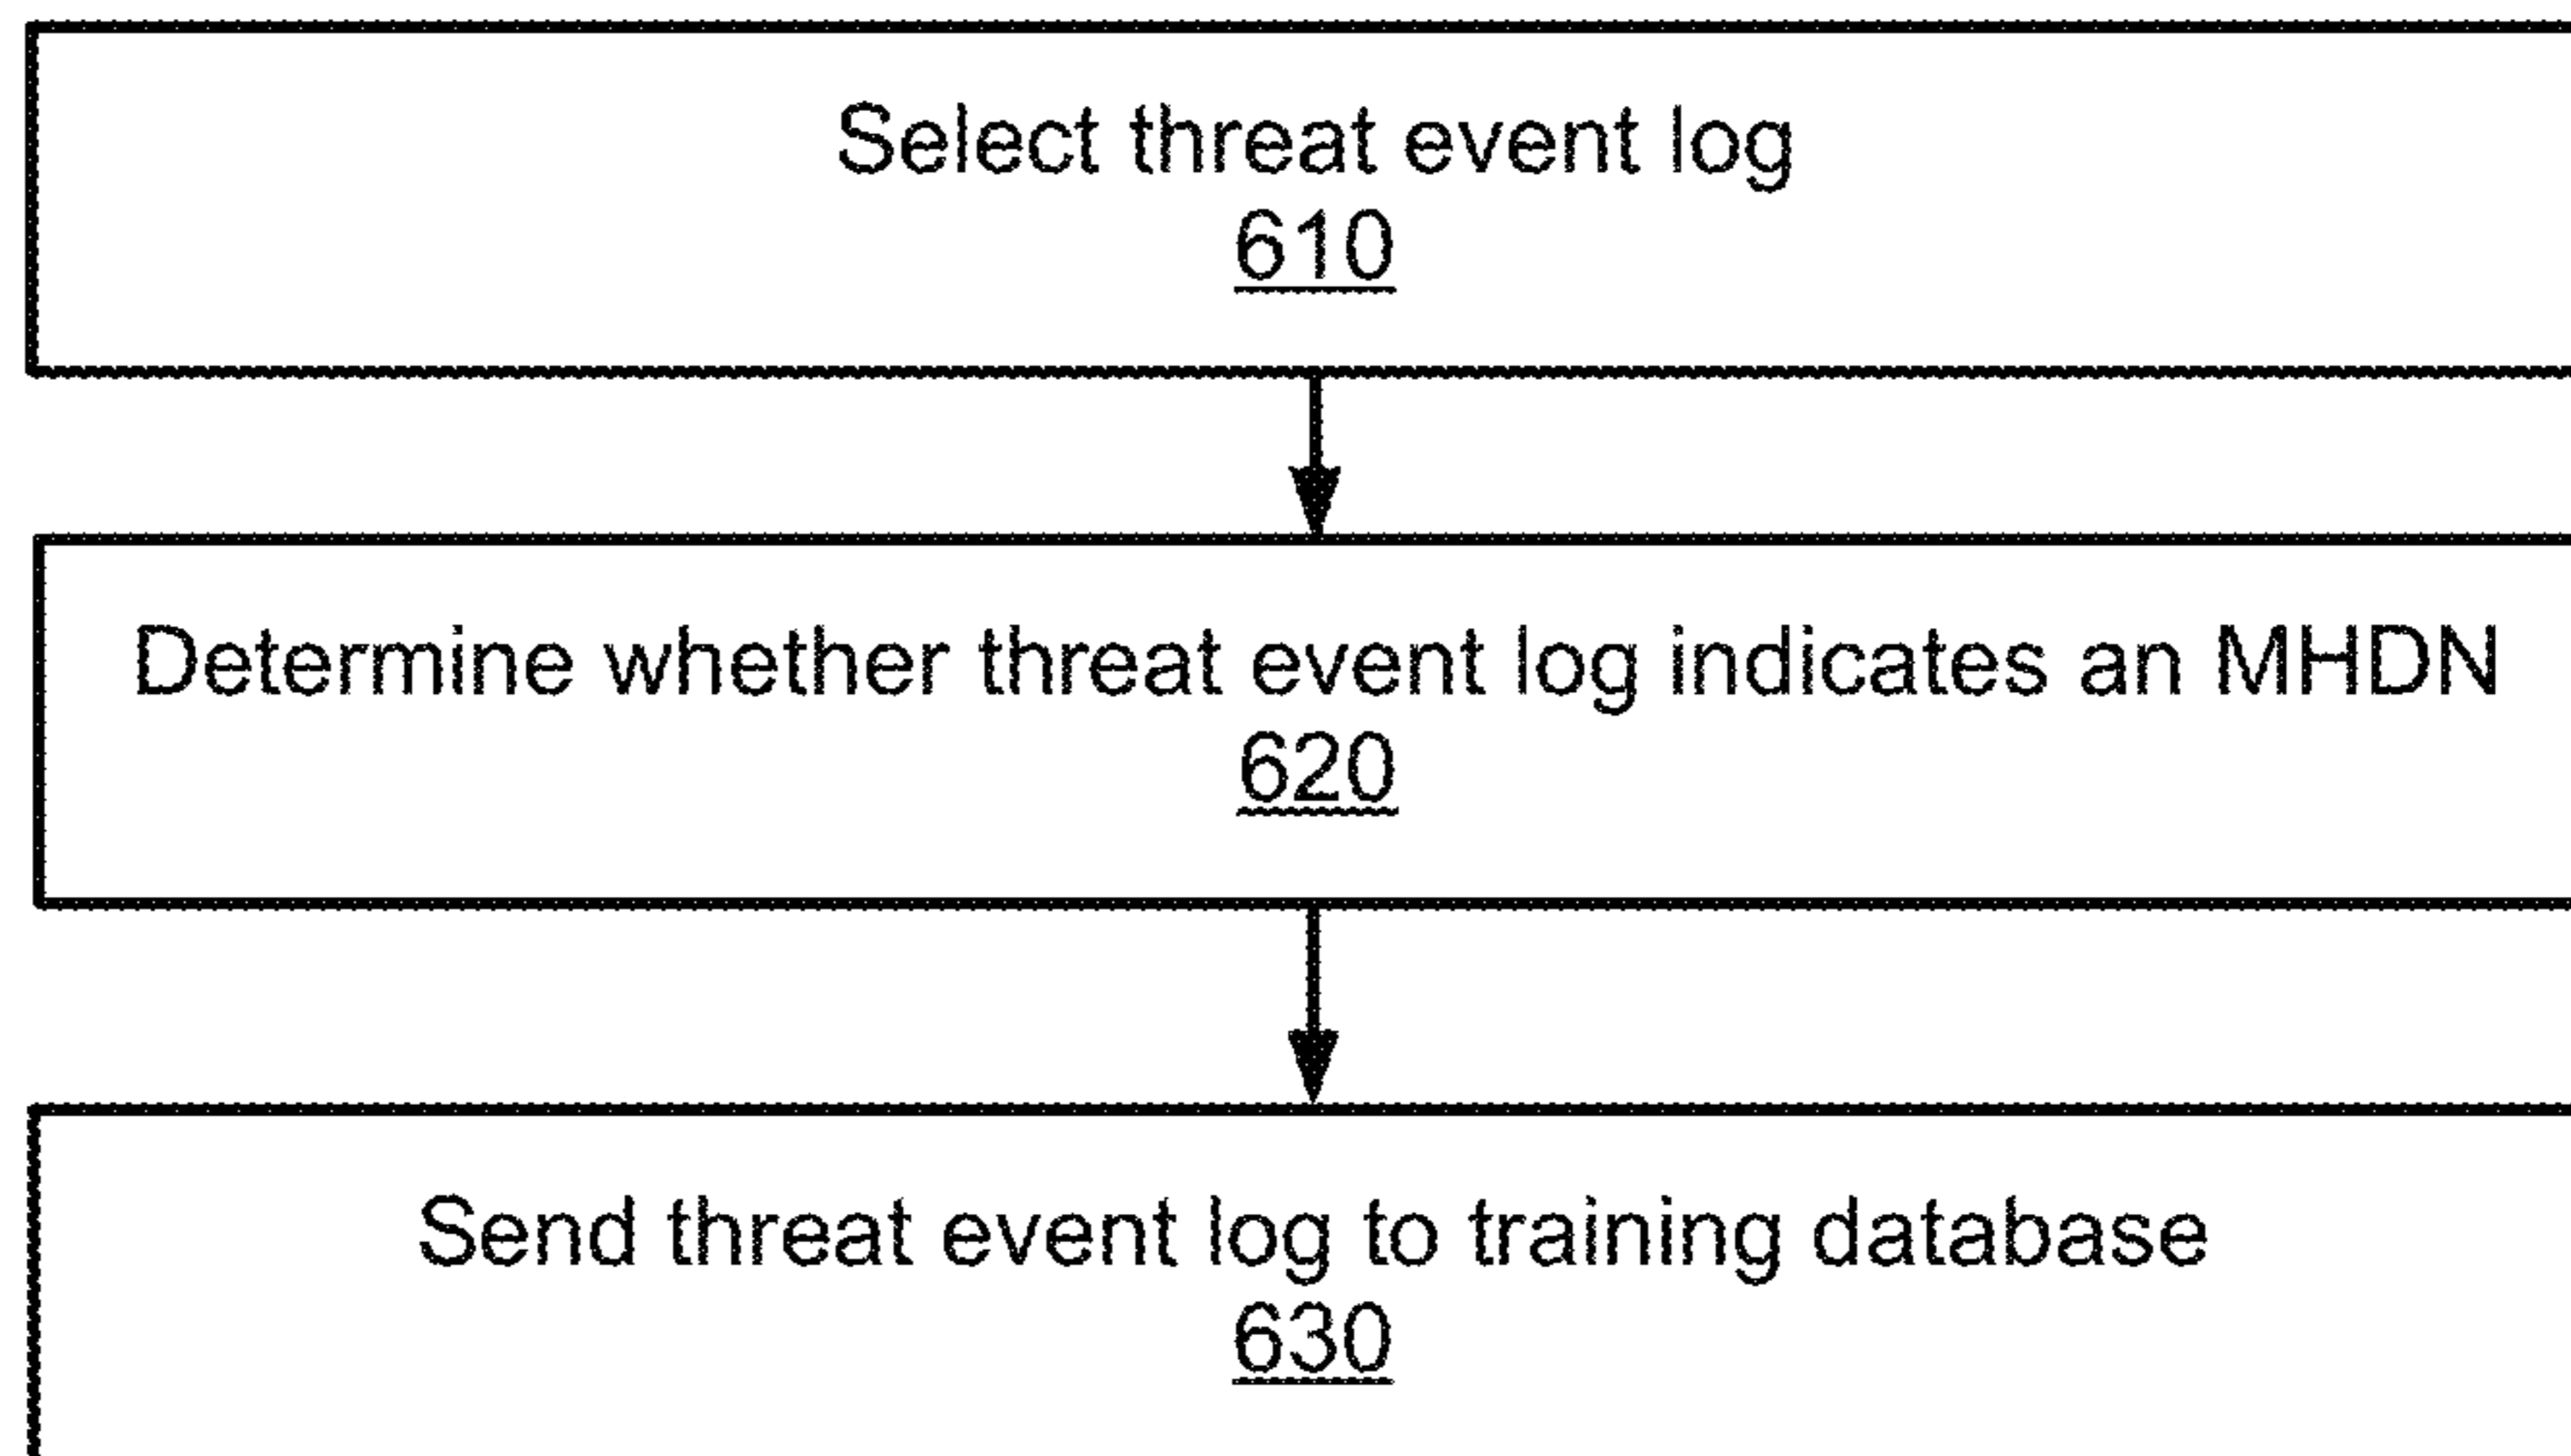 Select threat event log
610
Determine whether threat event log indicates an MHDN
620
Send threat event log to training database
630